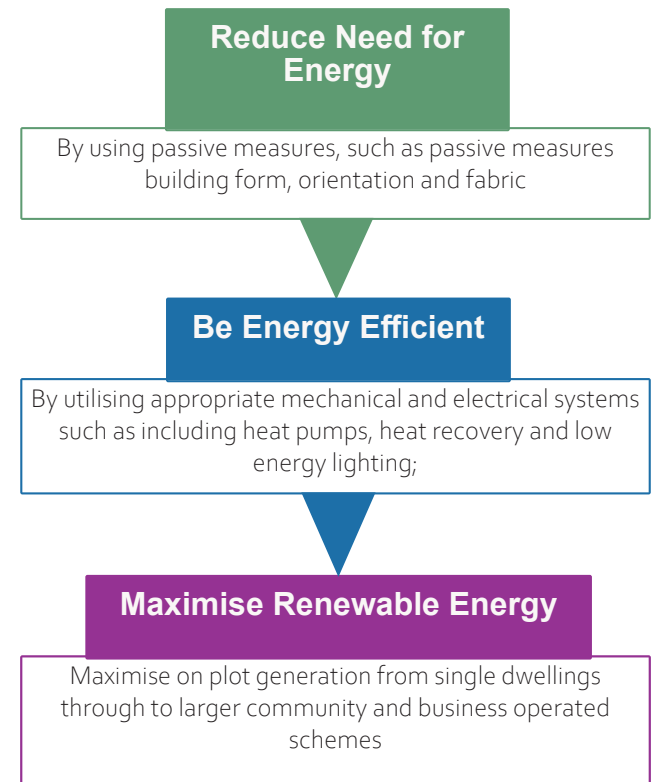 Reduce Need for
Energy
By using passive measures, such as passive measures
building form, orientation and fabric
Be Energy Efficient
By utilising appropriate mechanical and electrical systems
such as including heat pumps, heat recovery and low
energy lighting;
Maximise Renewable Energy
Maximise on plot generation from single dwellings
through to larger community and business operated
schemes